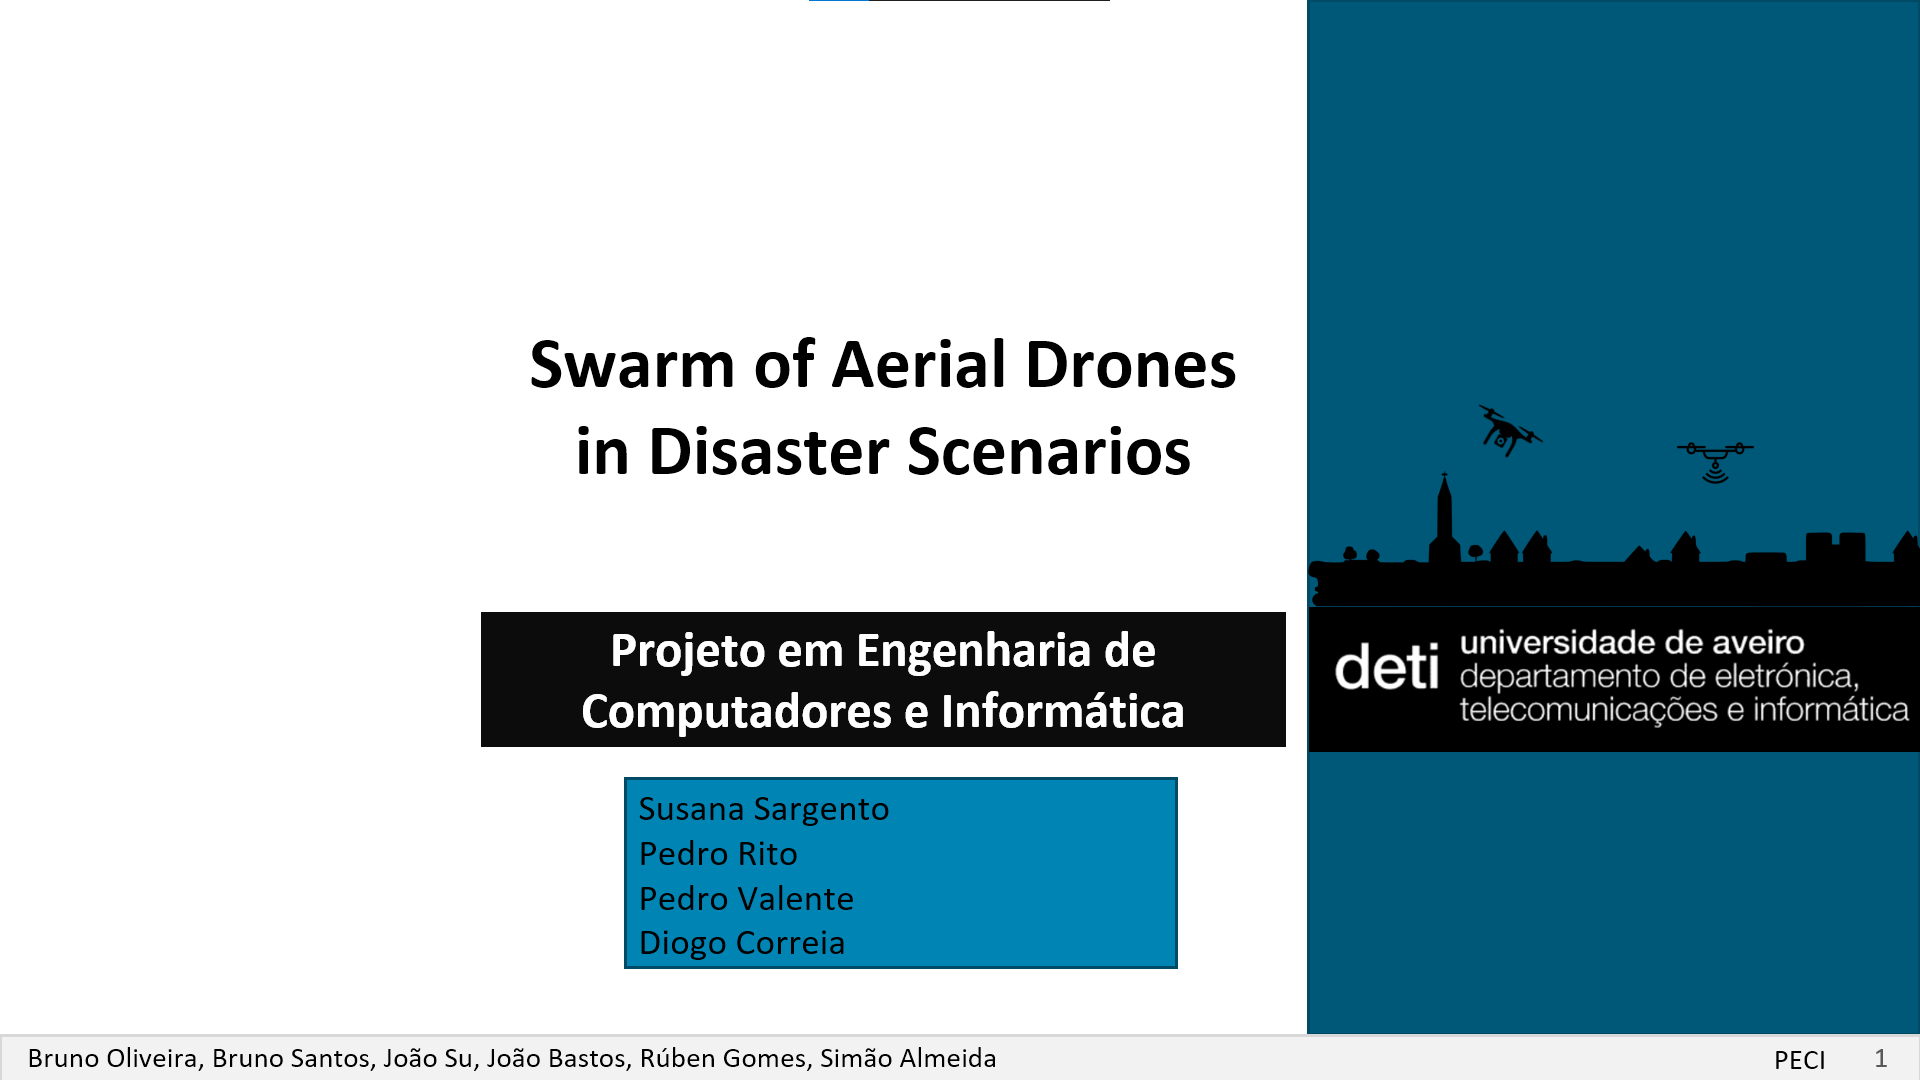 Swarm of Aerial Drones
in Disaster Scenarios
Projeto em Engenharia de
Computadores e Informática
Susana Sargento
Pedro Rito
Pedro Valente
Diogo Correia
deti
universidade de aveiro
departamento de eletrónica,
telecomunicações e informática
Bruno Oliveira, Bruno Santos, João Su, João Bastos, Rúben Gomes, Simão Almeida
PECI
1